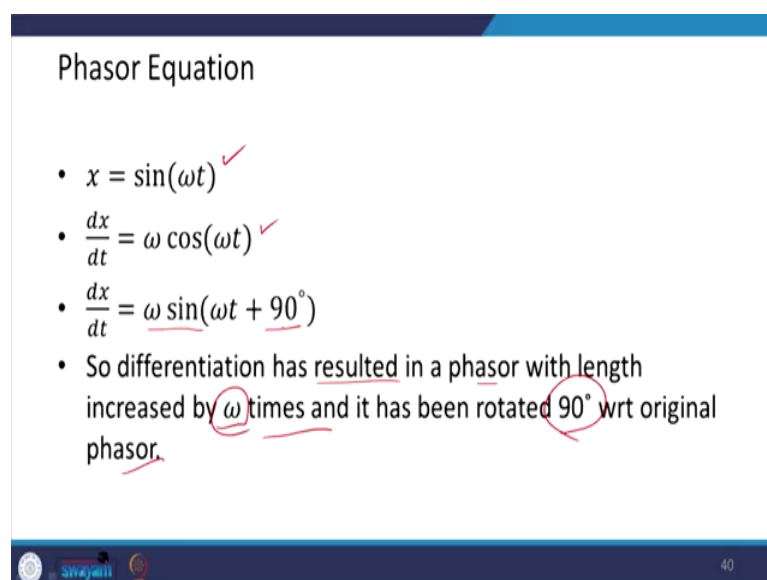 Phasor Equation
• x = sin(ωt)
• dx/dt = ω cos(ωt)
• dx/dt = ω sin(ωt + 90°)
• So differentiation has resulted in a phasor with length
increased by ω times and it has been rotated 90° wrt original
phasor.
swayam
40